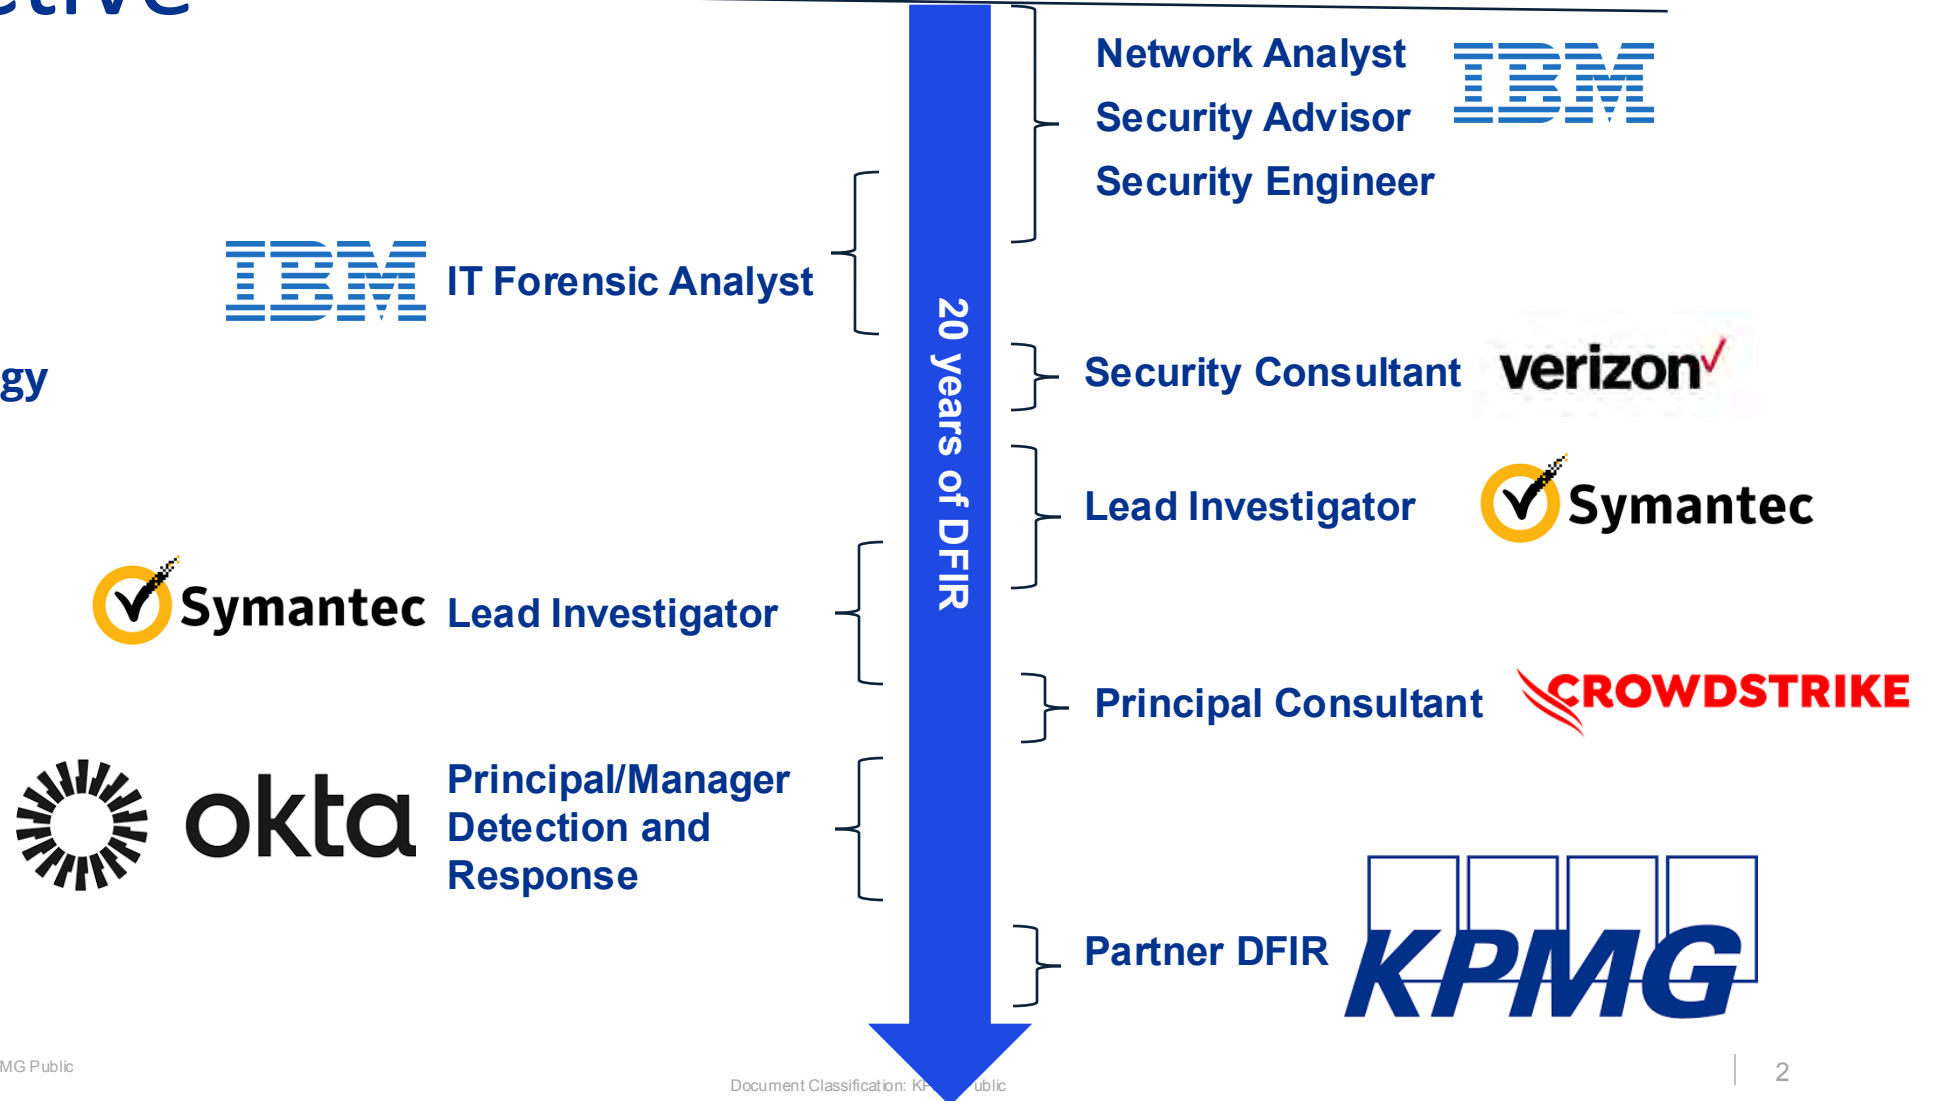 Network Analyst
IBM
Security Advisor
Security Engineer
IBM
IT Forensic Analyst
20 years of DFIR
Security Consultant
verizon
gy
Lead Investigator
Symantec
Symantec
Lead Investigator
Principal Consultant
CROWDSTRIKE
okta
Principal/Manager
Detection and
Response
Partner DFIR
KPMG
MG Public
Document Classification: KP
ublic
2